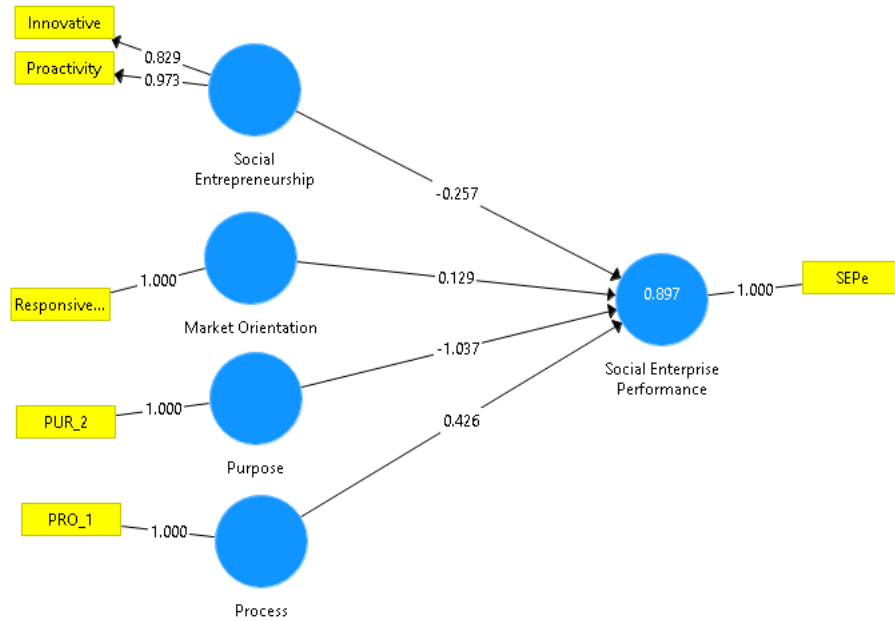 Innovative
0.829
Proactivity
0.973
Social
Entrepreneurship
-0.257
1.000
Responsive...
Market Orientation
0.129
0.897
1.000
SEPe
Social Enterprise
Performance
-1.037
1.000
PUR_2
Purpose
0.426
PRO_1
1.000
Process